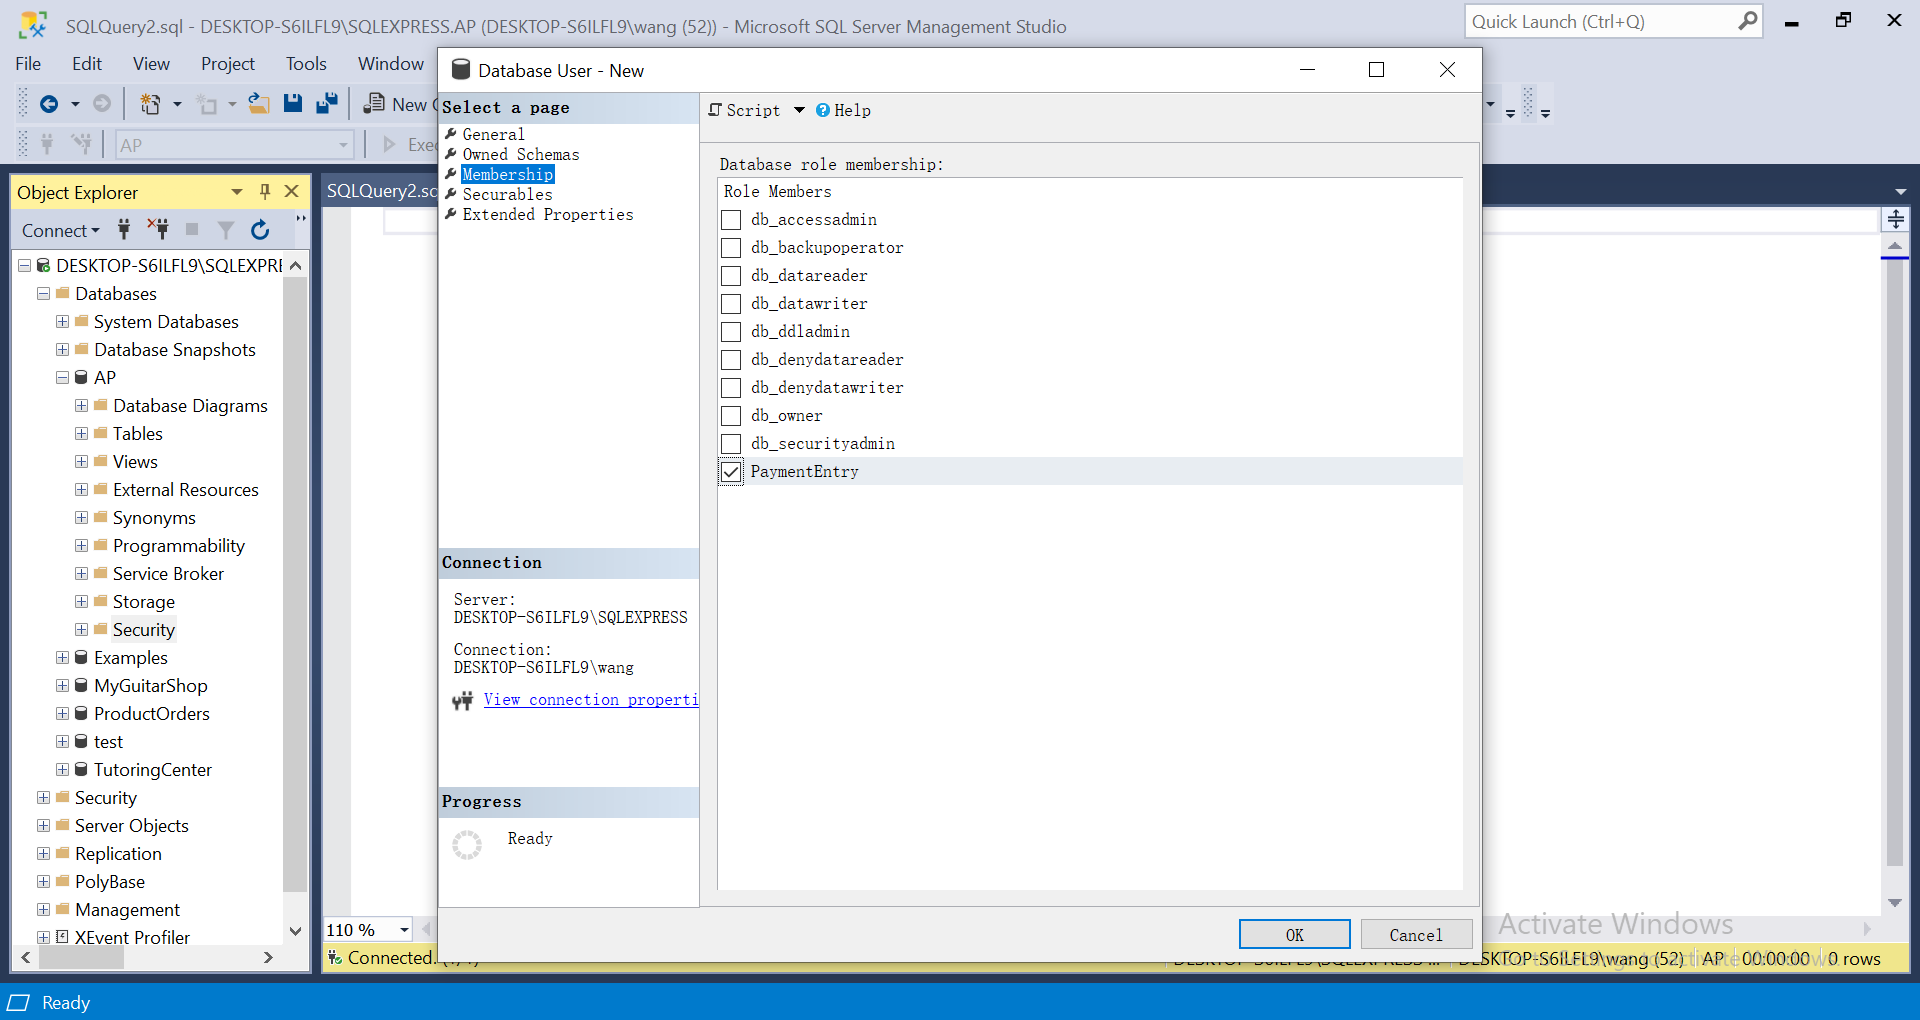 SQLQuery2.sql - DESKTOP-S6ILFL9\SQLEXPRESS.AP (DESKTOP-S6ILFL9\wang (52)) - Microsoft SQL Server Management Studio
Quick Launch (Ctrl+Q)
File Edit View Project Tools Window
New
AP
Exec
Object Explorer
Connect
DESKTOP-S6ILFL9\SQLEXPRE
Databases
System Databases
Database Snapshots
AP
Database Diagrams
Tables
Views
External Resources
Synonyms
Programmability
Service Broker
Storage
Security
Examples
MyGuitarShop
ProductOrders
test
TutoringCenter
Security
Server Objects
Replication
PolyBase
Management
XEvent Profiler
SQLQuery2.sq
Database User - New
Select a page
General
Owned Schemas
Membership
Securables
Extended Properties
Connection
Server:
DESKTOP-S6ILFL9\SQLEXPRESS
Connection:
DESKTOP-S6ILFL9\wang
View connection properti
Progress
Ready
Script Help
Database role membership:
Role Members
db_accessadmin
db_backupoperator
db_datareader
db_datawriter
db_ddladmin
db_denydatareader
db_denydatawriter
db_owner
db_securityadmin
PaymentEntry
OK Cancel
110 %
Activate Windows
Connected. DESKTOP-S6ILFL9\wang (52) AP 00:00:00 0 rows
Ready